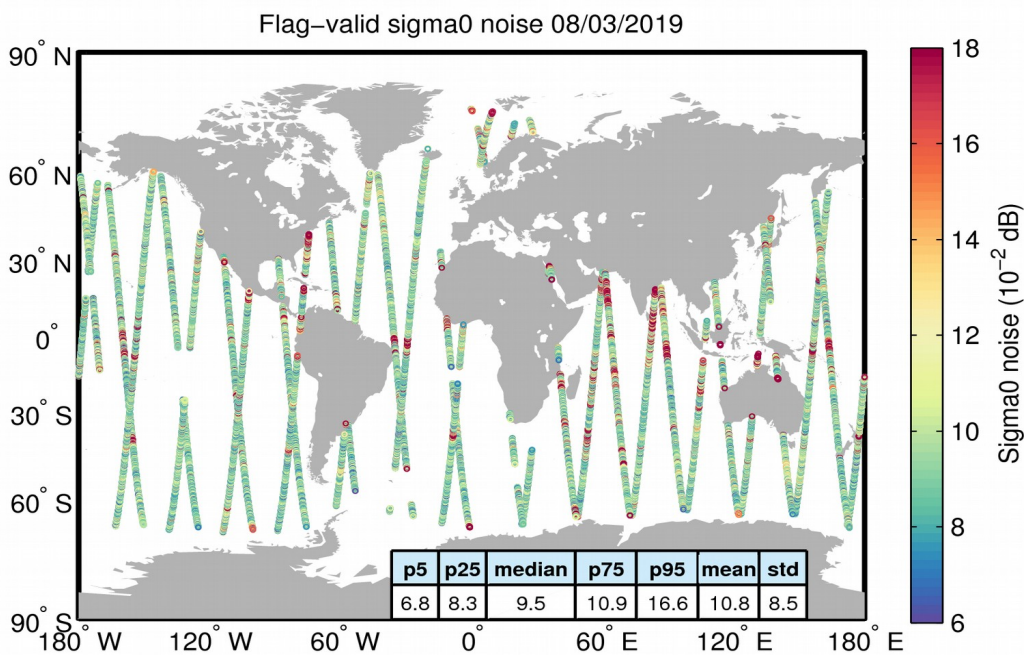 Flag−valid sigma0 noise 08/03/2019
90° N
60° N
30° N
0°
30° S
60° S
90° S
180° W
120° W
60° W
0°
60° E
120° E
180° E
p5 p25 median p75 p95 mean std
6.8 8.3 9.5 10.9 16.6 10.8 8.5
18
16
14
12
10
8
6
Sigma0 noise (10⁻² dB)